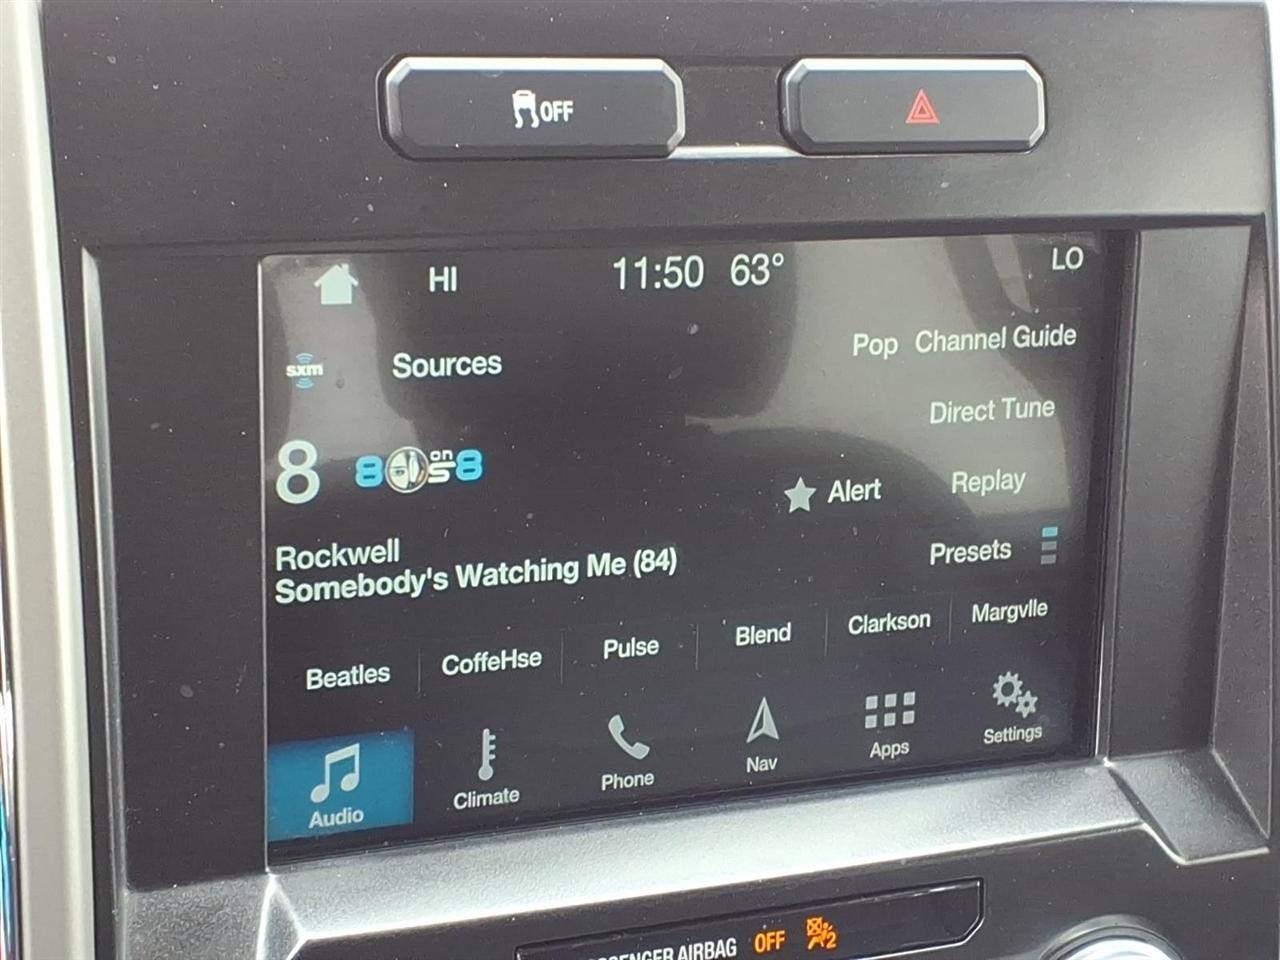 OFF
HI 11:50 63° LO
sxm Sources Pop Channel Guide
Direct Tune
8 80s on 8
Alert Replay
Rockwell
Somebody's Watching Me (84)
Presets
Beatles CoffeHse Pulse Blend Clarkson Margvlle
Audio Climate Phone Nav Apps Settings
AIRBAG OFF 2